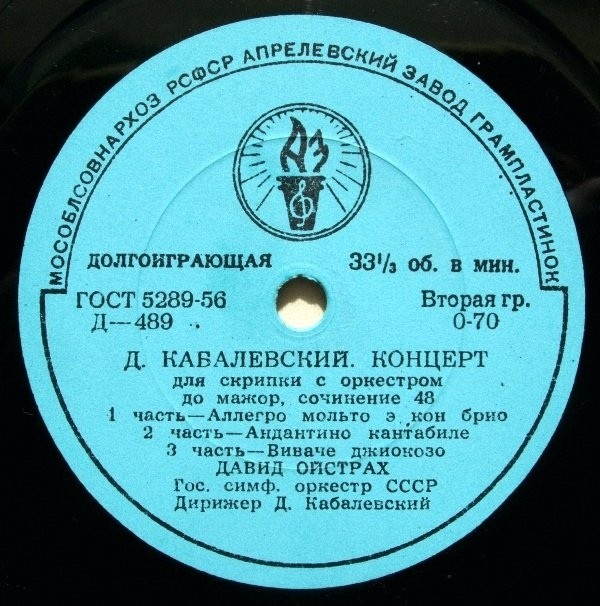 МОСОБЛСОВНАРХОЗ РСФСР АПРЕЛЕВСКИЙ ЗАВОД ГРАМПЛАСТИНОК
АЗ
ДОЛГОИГРАЮЩАЯ 33⅓ об. в мин.
ГОСТ 5289-56 Вторая гр.
Д—489 0-70
Д. КАБАЛЕВСКИЙ. КОНЦЕРТ
для скрипки с оркестром
до мажор, сочинение 48
1 часть—Аллегро мольто э кон брио
2 часть—Андантино кантабиле
3 часть—Виваче джиокозо
ДАВИД ОЙСТРАХ
Гос. симф. оркестр СССР
Дирижер Д. Кабалевский